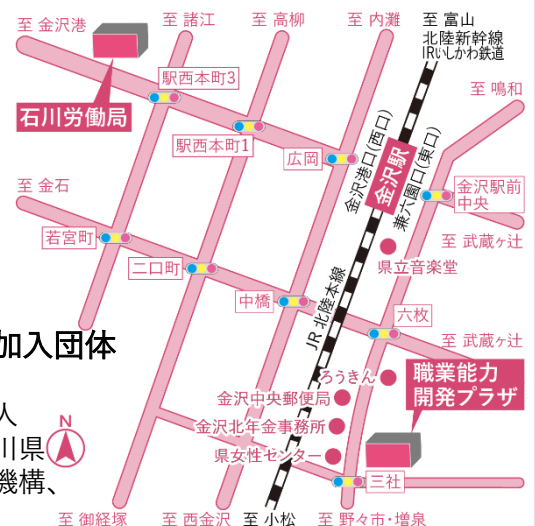 至 金沢港
至 諸江
至 高柳
至 内灘
至 富山
北陸新幹線
IRいしかわ鉄道
至 鳴和
駅西本町3
石川労働局
駅西本町1
広岡
金沢港口(西口)
金沢駅
兼六園口(東口)
金沢駅前
中央
至 金石
至 武蔵ヶ辻
若宮町
二口町
県立音楽堂
中橋
JR 北陸本線
六枚
至 武蔵ヶ辻
加入団体
ろうきん
職業能力
開発プラザ
金沢中央郵便局
人
金沢北年金事務所
川県
N
県女性センター
機構、
三社
至 御経塚
至 西金沢
至 小松
至 野々市・増泉